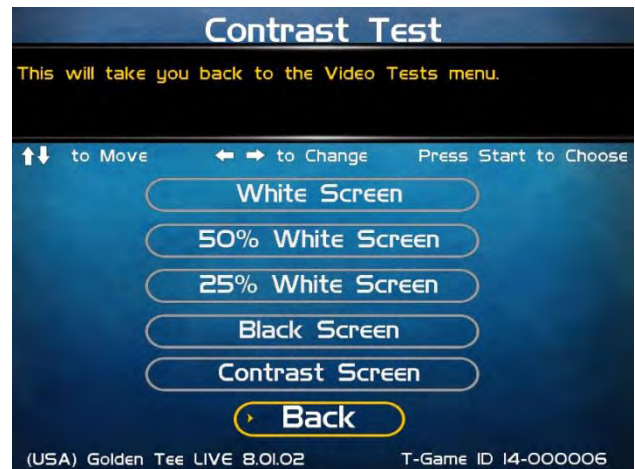 Contrast Test
This will take you back to the Video Tests menu.
⬆⬇ to Move ⬅ ➡ to Change Press Start to Choose
White Screen
50% White Screen
25% White Screen
Black Screen
Contrast Screen
Back
(USA) Golden Tee LIVE 8.01.02 T-Game ID 14-000006